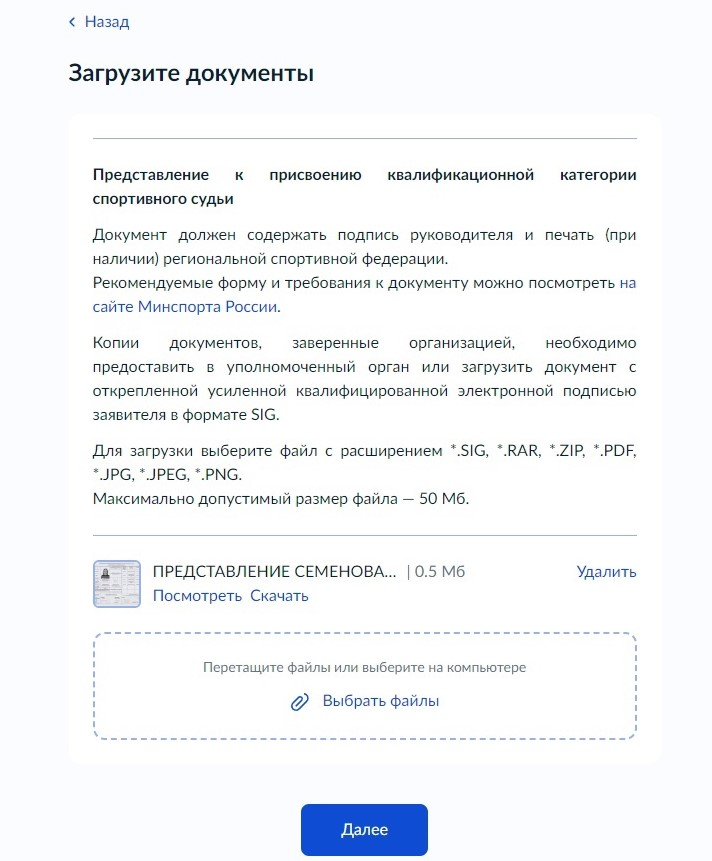 Назад
Загрузите документы
Представление к присвоению квалификационной категории
спортивного судьи
Документ должен содержать подпись руководителя и печать (при
наличии) региональной спортивной федерации.
Рекомендуемые форму и требования к документу можно посмотреть на
сайте Минспорта России.
Копии документов, заверенные организацией, необходимо
предоставить в уполномоченный орган или загрузить документ с
открепленной усиленной квалифицированной электронной подписью
заявителя в формате SIG.
Для загрузки выберите файл с расширением *.SIG, *.RAR, *.ZIP, *.PDF,
*.JPG, *.JPEG, *.PNG.
Максимально допустимый размер файла — 50 Мб.
ПРЕДСТАВЛЕНИЕ СЕМЕНОВА... | 0.5 Мб Удалить
Посмотреть Скачать
Перетащите файлы или выберите на компьютере
Выбрать файлы
Далее